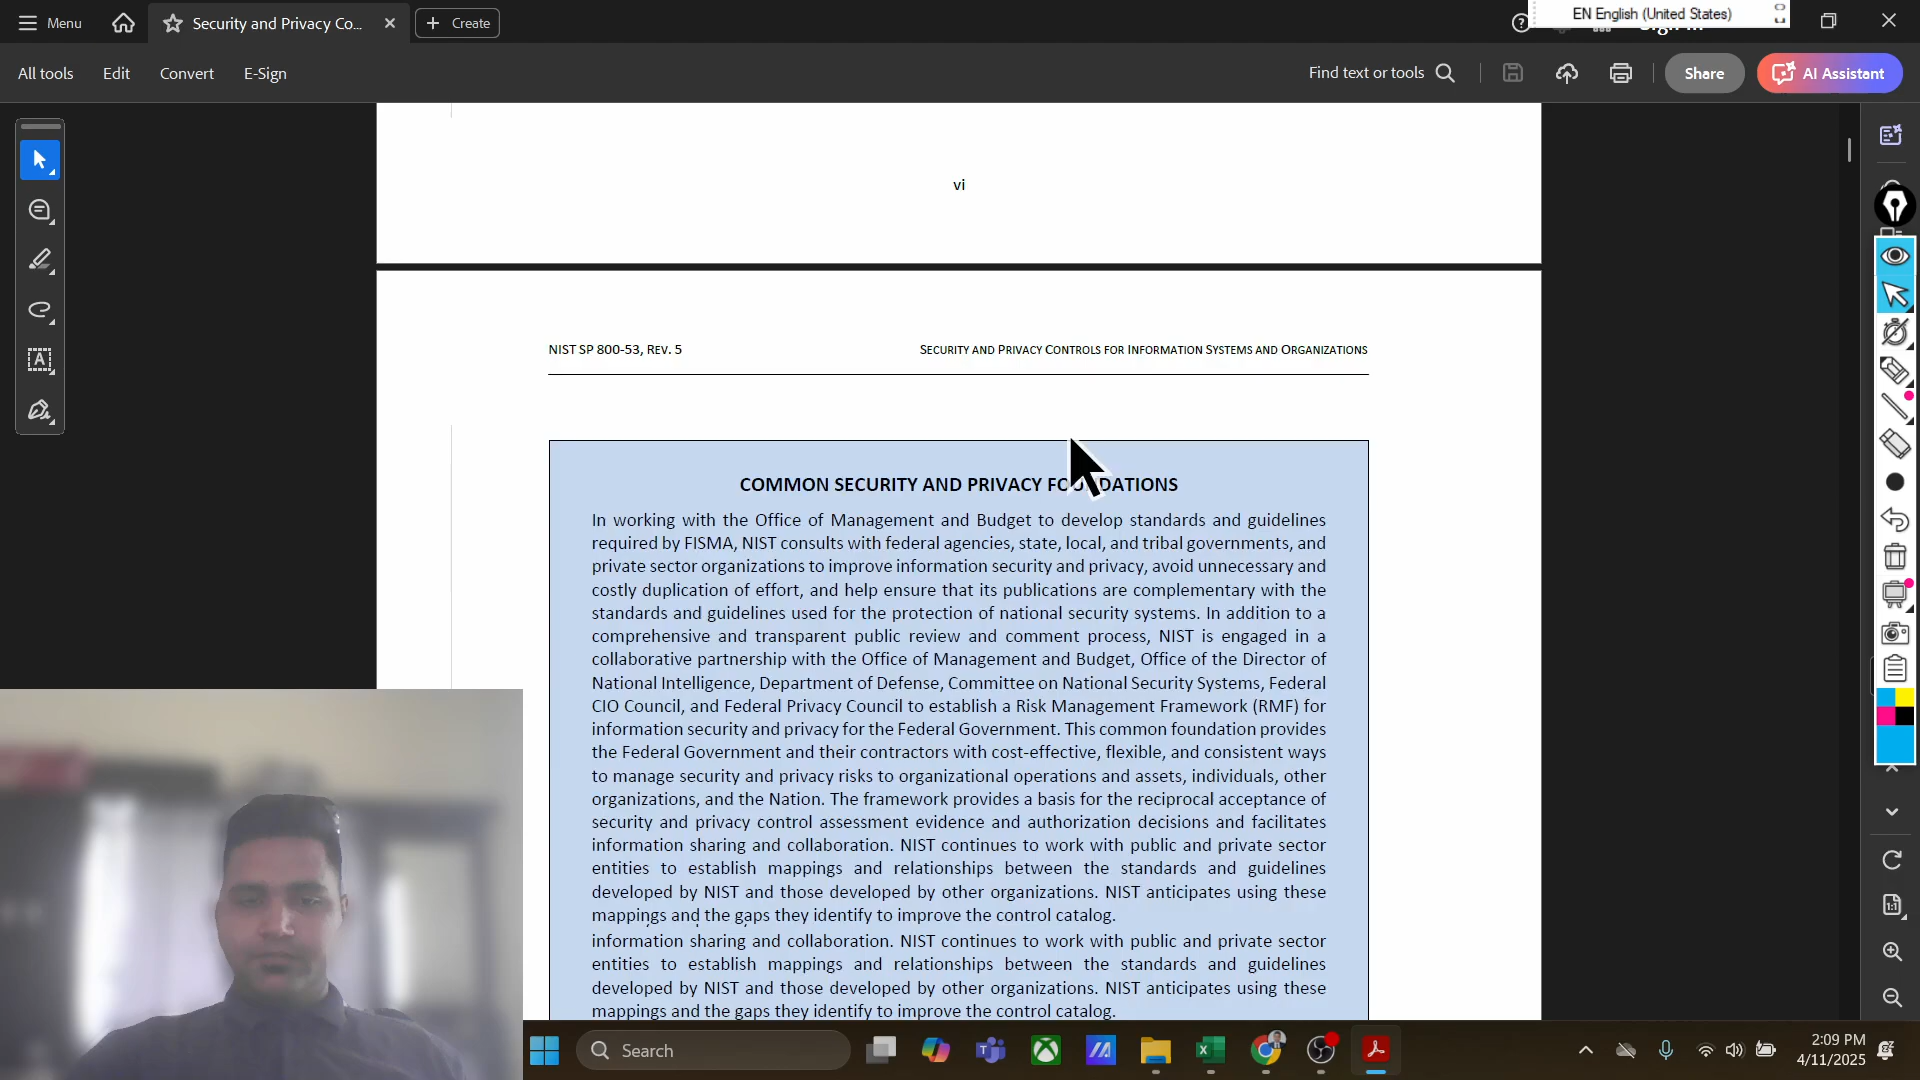 Menu
Security and Privacy Co...
Create
EN English (United States)
All tools
Edit
Convert
E-Sign
Find text or tools
Share
AI Assistant
vi
NIST SP 800-53, REV. 5
SECURITY AND PRIVACY CONTROLS FOR INFORMATION SYSTEMS AND ORGANIZATIONS
COMMON SECURITY AND PRIVACY FOUNDATIONS
In working with the Office of Management and Budget to develop standards and guidelines
required by FISMA, NIST consults with federal agencies, state, local, and tribal governments, and
private sector organizations to improve information security and privacy, avoid unnecessary and
costly duplication of effort, and help ensure that its publications are complementary with the
standards and guidelines used for the protection of national security systems. In addition to a
comprehensive and transparent public review and comment process, NIST is engaged in a
collaborative partnership with the Office of Management and Budget, Office of the Director of
National Intelligence, Department of Defense, Committee on National Security Systems, Federal
CIO Council, and Federal Privacy Council to establish a Risk Management Framework (RMF) for
information security and privacy for the Federal Government. This common foundation provides
the Federal Government and their contractors with cost-effective, flexible, and consistent ways
to manage security and privacy risks to organizational operations and assets, individuals, other
organizations, and the Nation. The framework provides a basis for the reciprocal acceptance of
security and privacy control assessment evidence and authorization decisions and facilitates
information sharing and collaboration. NIST continues to work with public and private sector
entities to establish mappings and relationships between the standards and guidelines
developed by NIST and those developed by other organizations. NIST anticipates using these
mappings and the gaps they identify to improve the control catalog.
information sharing and collaboration. NIST continues to work with public and private sector
entities to establish mappings and relationships between the standards and guidelines
developed by NIST and those developed by other organizations. NIST anticipates using these
mappings and the gaps they identify to improve the control catalog.
Search
2:09 PM
4/11/2025